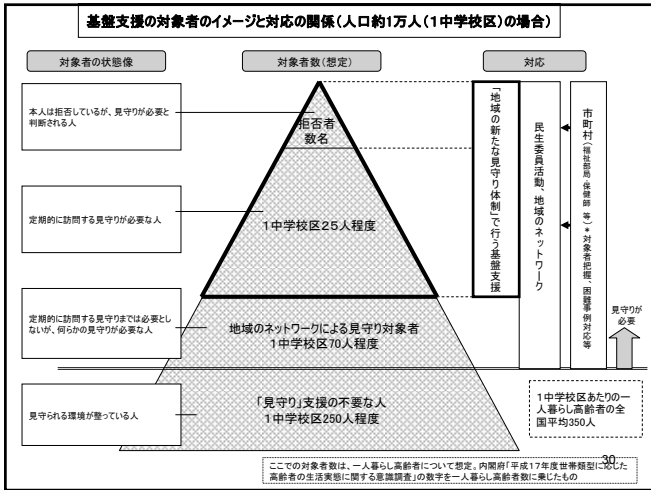 基盤支援の対象者のイメージと対応の関係(人口約1万人(1中学校区)の場合)
対象者の状態像
対象者数(想定)
対応
本人は拒否しているが、見守りが必要と
判断される人
拒否者
数名
定期的に訪問する見守りが必要な人
1中学校区25人程度
定期的に訪問する見守りまでは必要とし
ないが、何らかの見守りが必要な人
地域のネットワークによる見守り対象者
1中学校区70人程度
見守られる環境が整っている人
「見守り」支援の不要な人
1中学校区250人程度
「地域の新たな見守り体制」で行う基盤支援
民生委員活動、地域のネットワーク
市町村(福祉部局・保健師 等)*対象者把握、困難事例対応等
見守りが
必要
1中学校区あたりの一
人暮らし高齢者の全
国平均350人
30
ここでの対象者数は、一人暮らし高齢者について想定。内閣府「平成17年度世帯類型に応じた
高齢者の生活実態に関する意識調査」の数字を一人暮らし高齢者数に乗じたもの